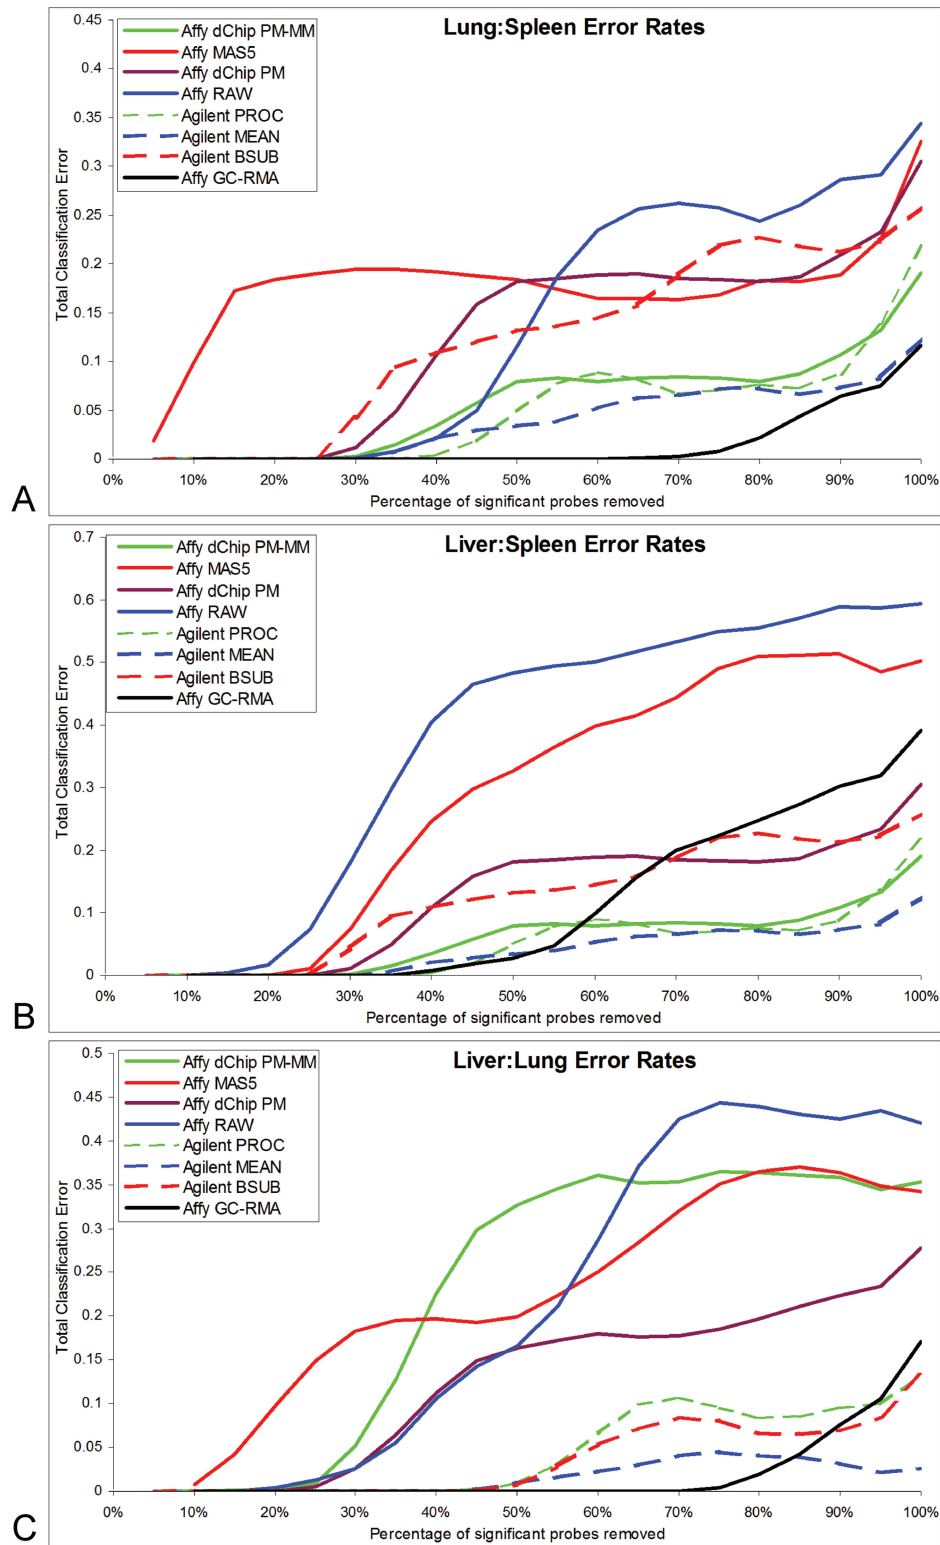 Lung:Spleen Error Rates
Affy dChip PM-MM
Affy MAS5
Affy dChip PM
Affy RAW
Agilent PROC
Agilent MEAN
Agilent BSUB
Affy GC-RMA
Total Classification Error
0.45
0.4
0.35
0.3
0.25
0.2
0.15
0.1
0.05
0
0% 10% 20% 30% 40% 50% 60% 70% 80% 90% 100%
Percentage of significant probes removed
A
Liver:Spleen Error Rates
Affy dChip PM-MM
Affy MAS5
Affy dChip PM
Affy RAW
Agilent PROC
Agilent MEAN
Agilent BSUB
Affy GC-RMA
Total Classification Error
0.7
0.6
0.5
0.4
0.3
0.2
0.1
0
0% 10% 20% 30% 40% 50% 60% 70% 80% 90% 100%
Percentage of significant probes removed
B
Liver:Lung Error Rates
Affy dChip PM-MM
Affy MAS5
Affy dChip PM
Affy RAW
Agilent PROC
Agilent MEAN
Agilent BSUB
Affy GC-RMA
Total Classification Error
0.5
0.45
0.4
0.35
0.3
0.25
0.2
0.15
0.1
0.05
0
0% 10% 20% 30% 40% 50% 60% 70% 80% 90% 100%
Percentage of significant probes removed
C